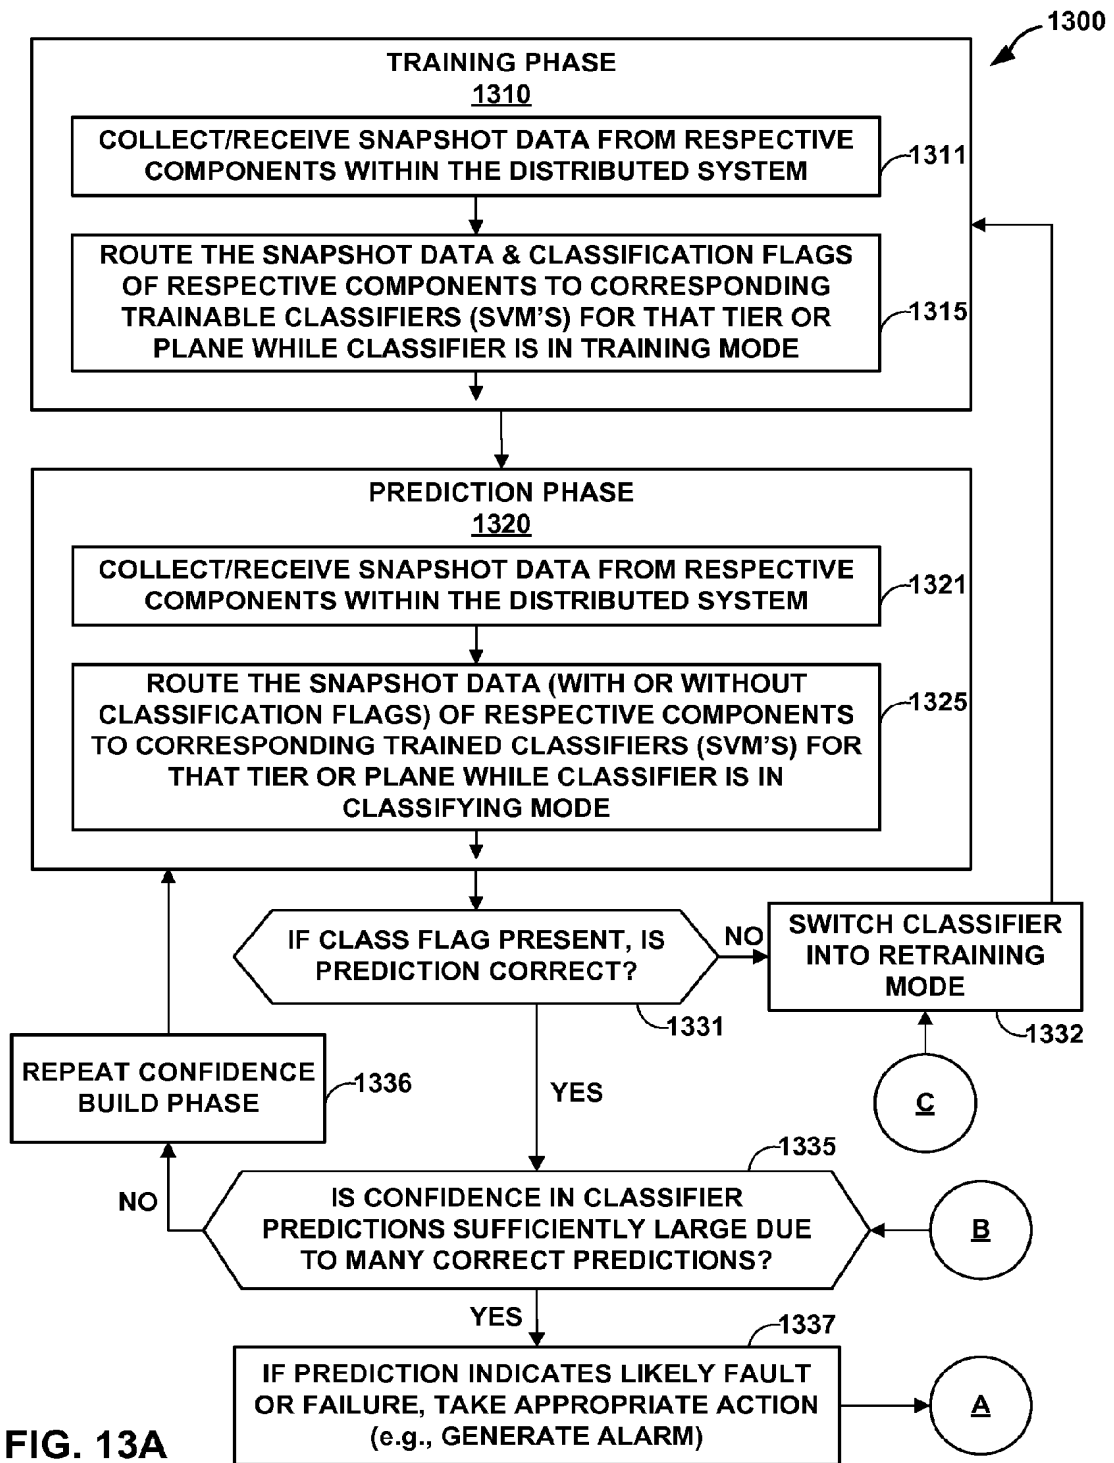 1300
TRAINING PHASE
1310
COLLECT/RECEIVE SNAPSHOT DATA FROM RESPECTIVE
COMPONENTS WITHIN THE DISTRIBUTED SYSTEM
1311
ROUTE THE SNAPSHOT DATA & CLASSIFICATION FLAGS
OF RESPECTIVE COMPONENTS TO CORRESPONDING
TRAINABLE CLASSIFIERS (SVM'S) FOR THAT TIER OR
PLANE WHILE CLASSIFIER IS IN TRAINING MODE
1315
PREDICTION PHASE
1320
COLLECT/RECEIVE SNAPSHOT DATA FROM RESPECTIVE
COMPONENTS WITHIN THE DISTRIBUTED SYSTEM
1321
ROUTE THE SNAPSHOT DATA (WITH OR WITHOUT
CLASSIFICATION FLAGS) OF RESPECTIVE COMPONENTS
TO CORRESPONDING TRAINED CLASSIFIERS (SVM'S) FOR
THAT TIER OR PLANE WHILE CLASSIFIER IS IN
CLASSIFYING MODE
1325
IF CLASS FLAG PRESENT, IS
PREDICTION CORRECT?
1331
NO
SWITCH CLASSIFIER
INTO RETRAINING
MODE
1332
C
REPEAT CONFIDENCE
BUILD PHASE
1336
YES
1335
IS CONFIDENCE IN CLASSIFIER
PREDICTIONS SUFFICIENTLY LARGE DUE
TO MANY CORRECT PREDICTIONS?
NO
B
YES
1337
IF PREDICTION INDICATES LIKELY FAULT
OR FAILURE, TAKE APPROPRIATE ACTION
(e.g., GENERATE ALARM)
A
FIG. 13A